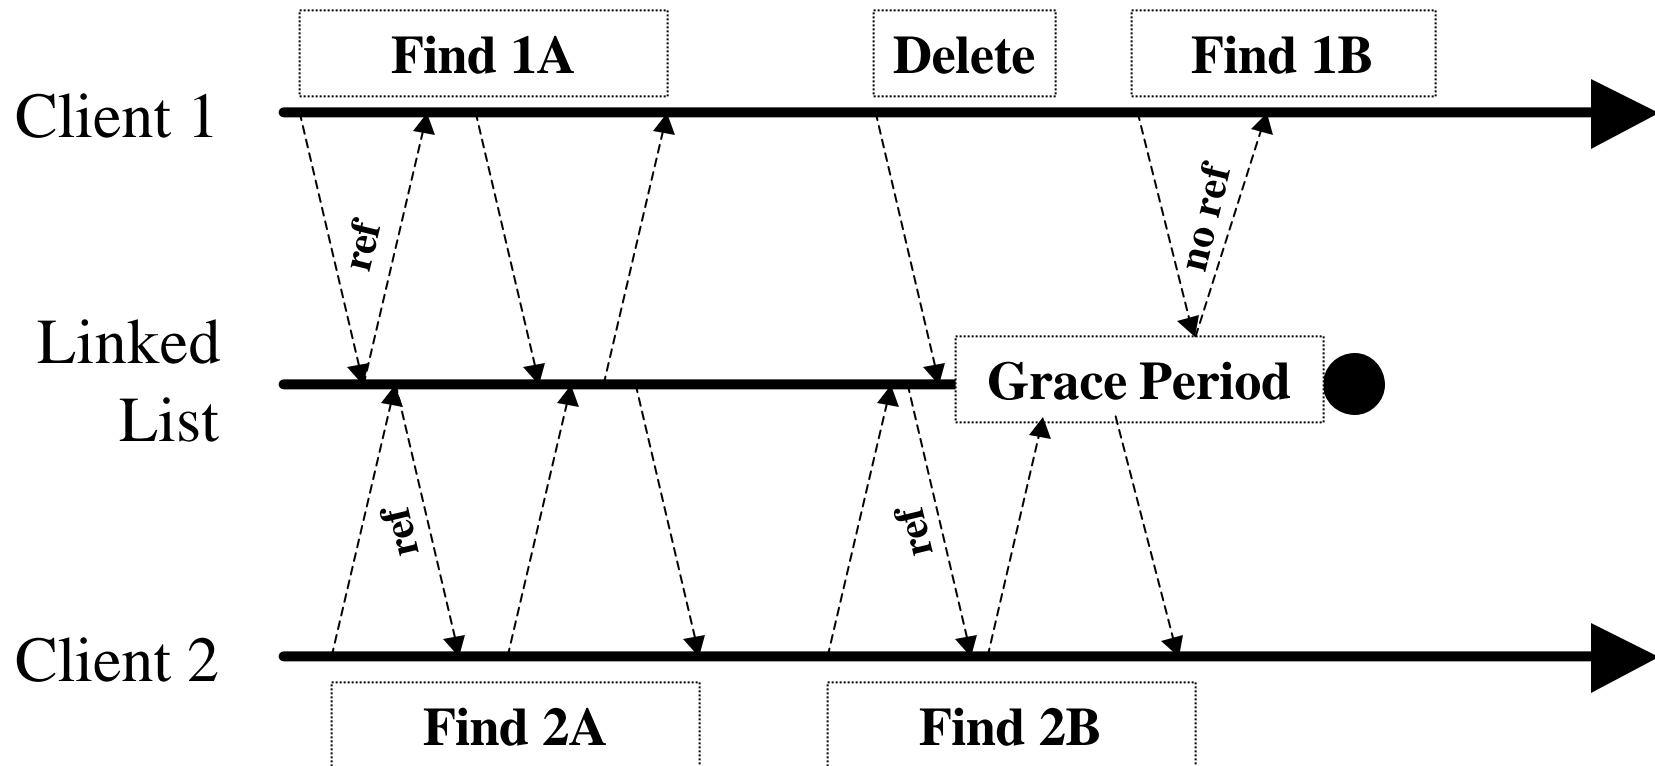 Find 1A
Delete
Find 1B
Client 1
ref
no ref
Linked
List
Grace Period
ref
ref
Client 2
Find 2A
Find 2B